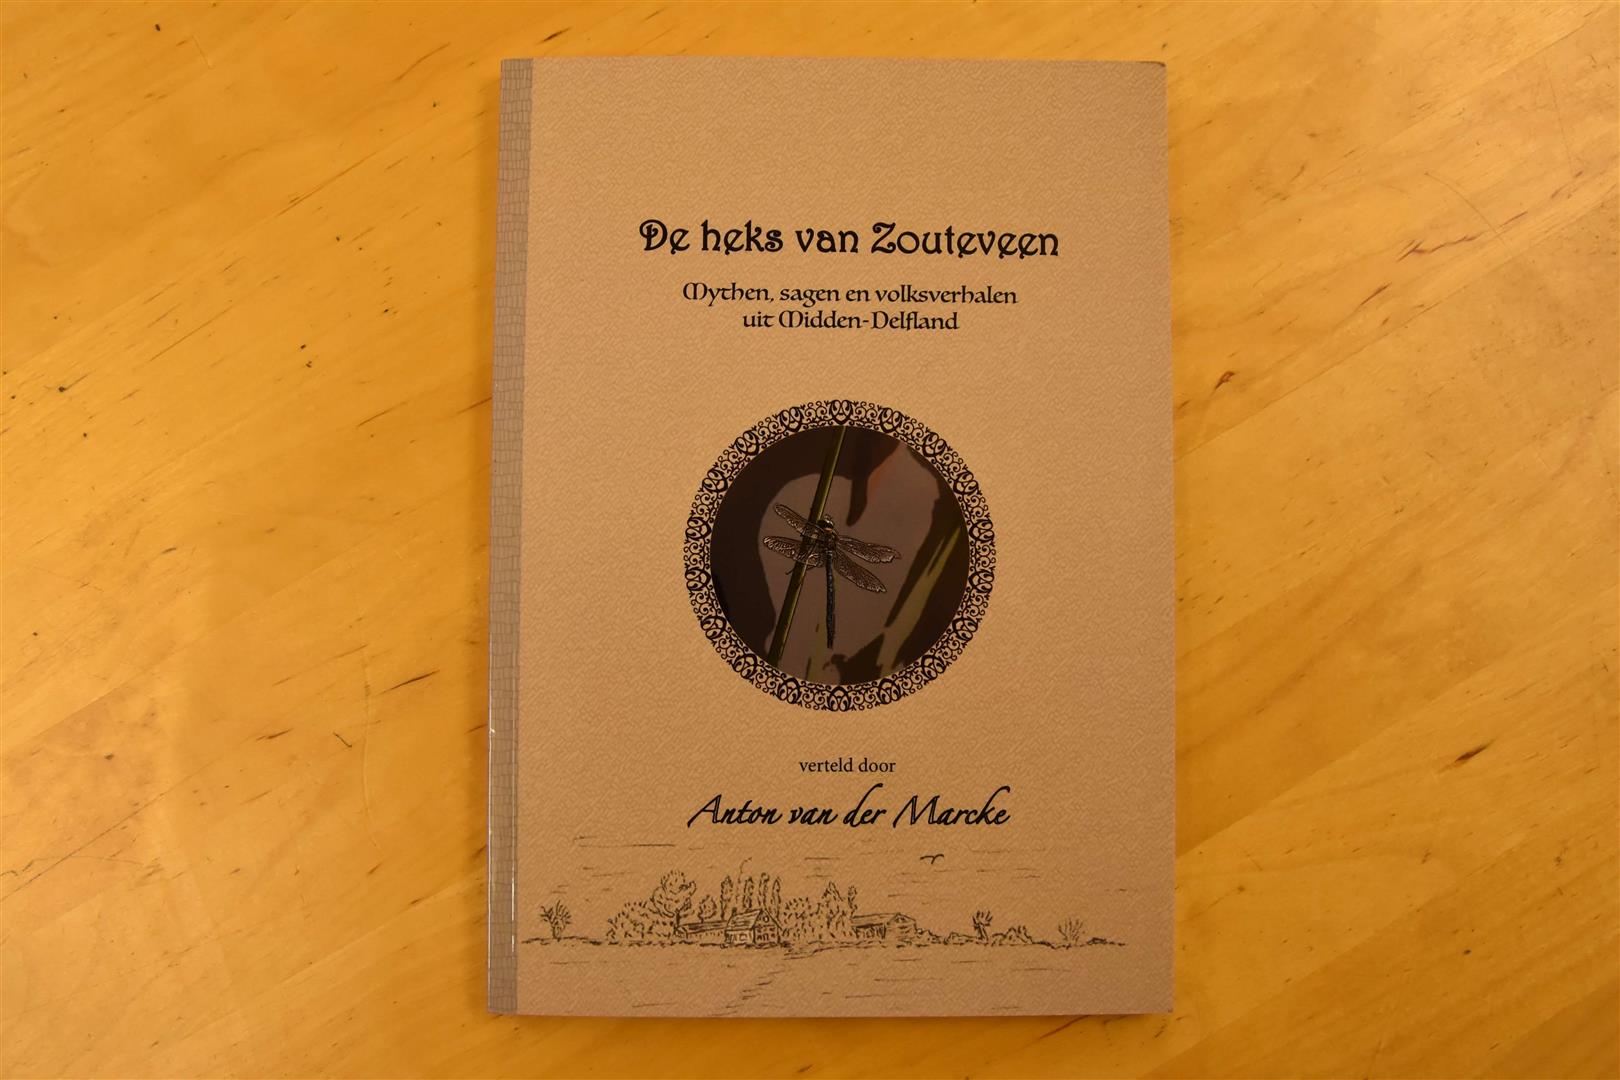 De heks van Zouteveen
Mythen, sagen en volksverhalen
uit Midden-Delfland
verteld door
Anton van der Marcke